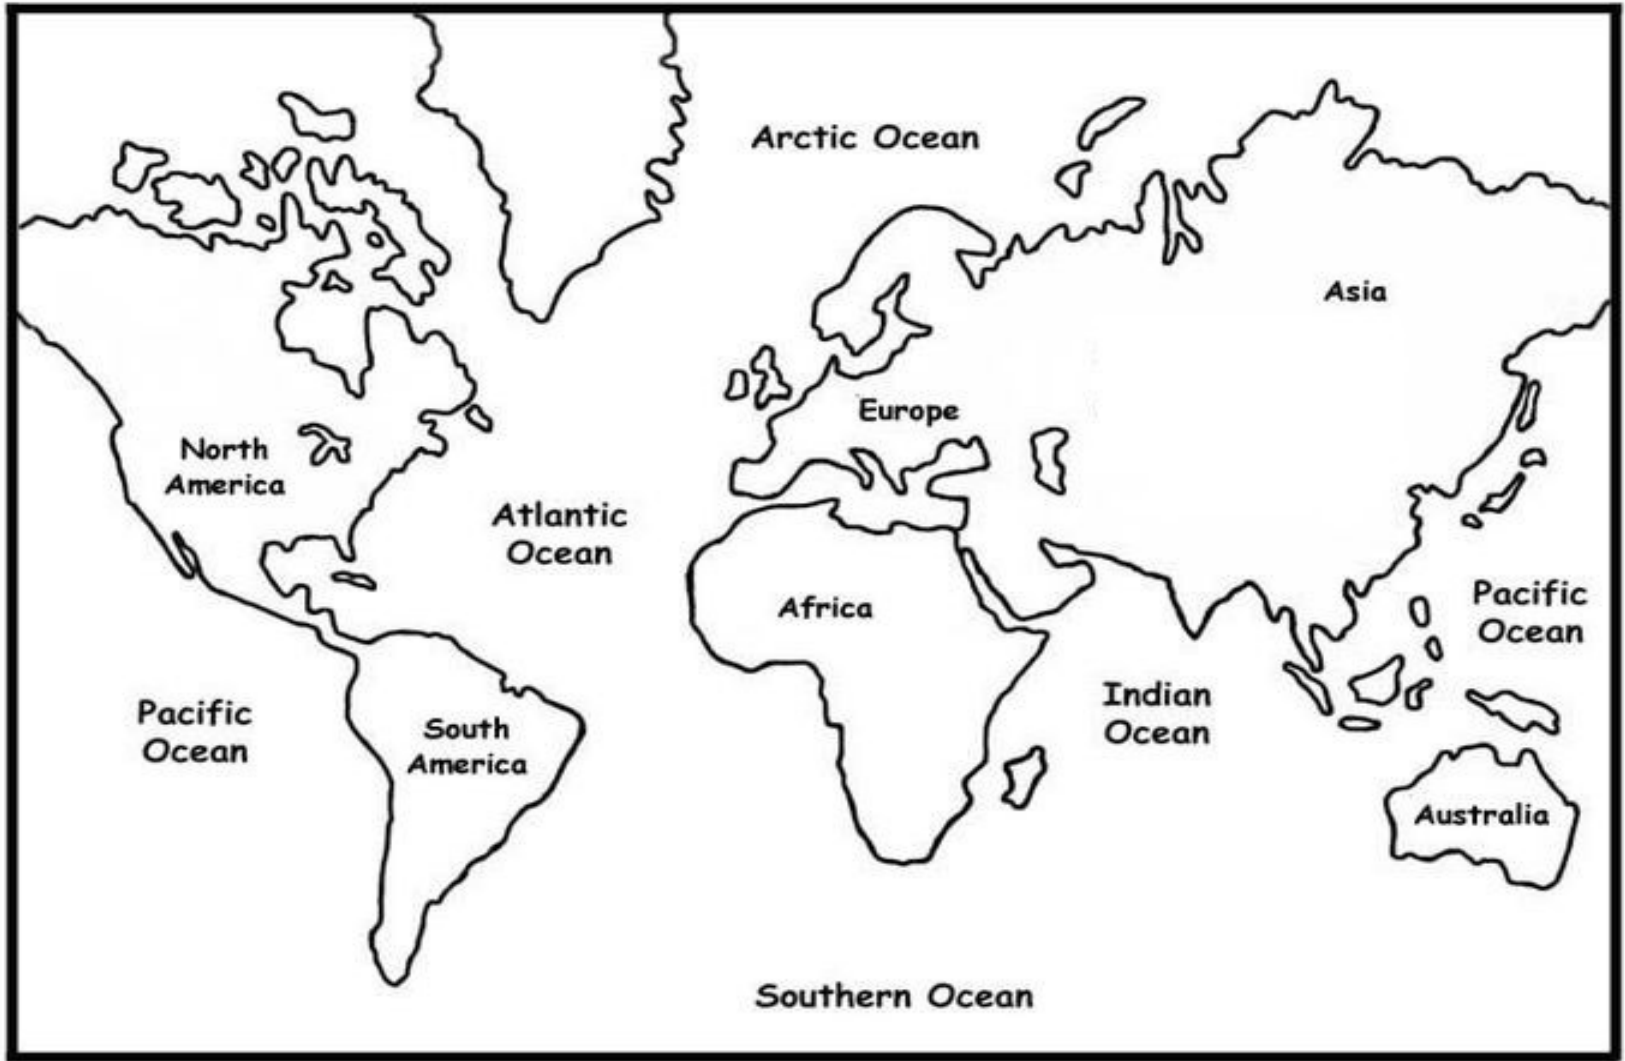 Arctic Ocean
Asia
Europe
North
America
Atlantic
Ocean
Africa
Pacific
Ocean
Indian
Ocean
Pacific
Ocean
South
America
Australia
Southern Ocean